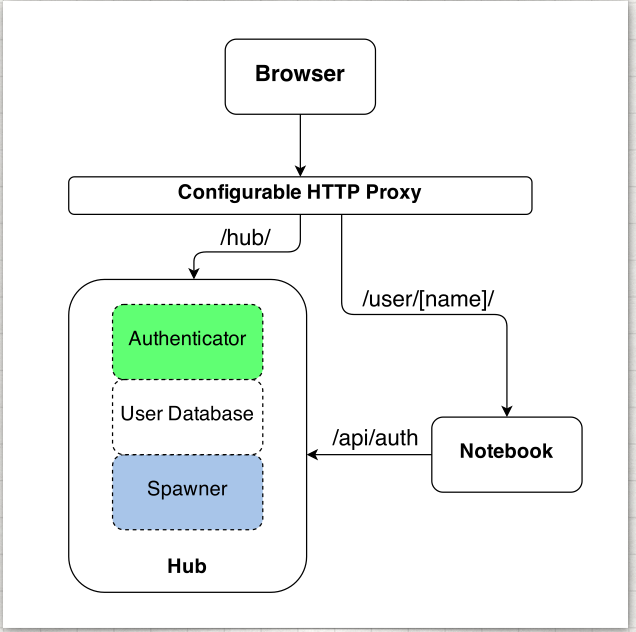 Browser
Configurable HTTP Proxy
/hub/
/user/[name]/
Authenticator
User Database
/api/auth
Notebook
Spawner
Hub